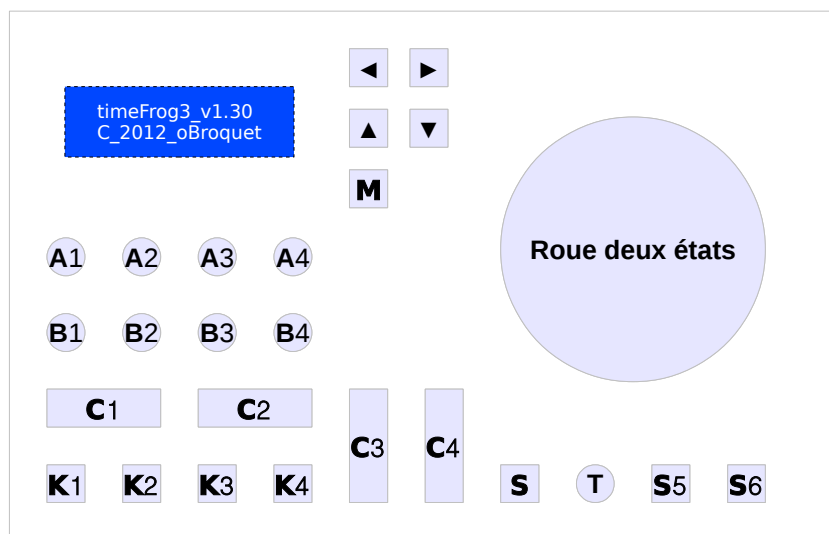 ◄ ►
timeFrog3_v1.30
C_2012_oBroquet
▲ ▼
M
Roue deux états
A1 A2 A3 A4
B1 B2 B3 B4
C1 C2
C3 C4
K1 K2 K3 K4
S T S5 S6